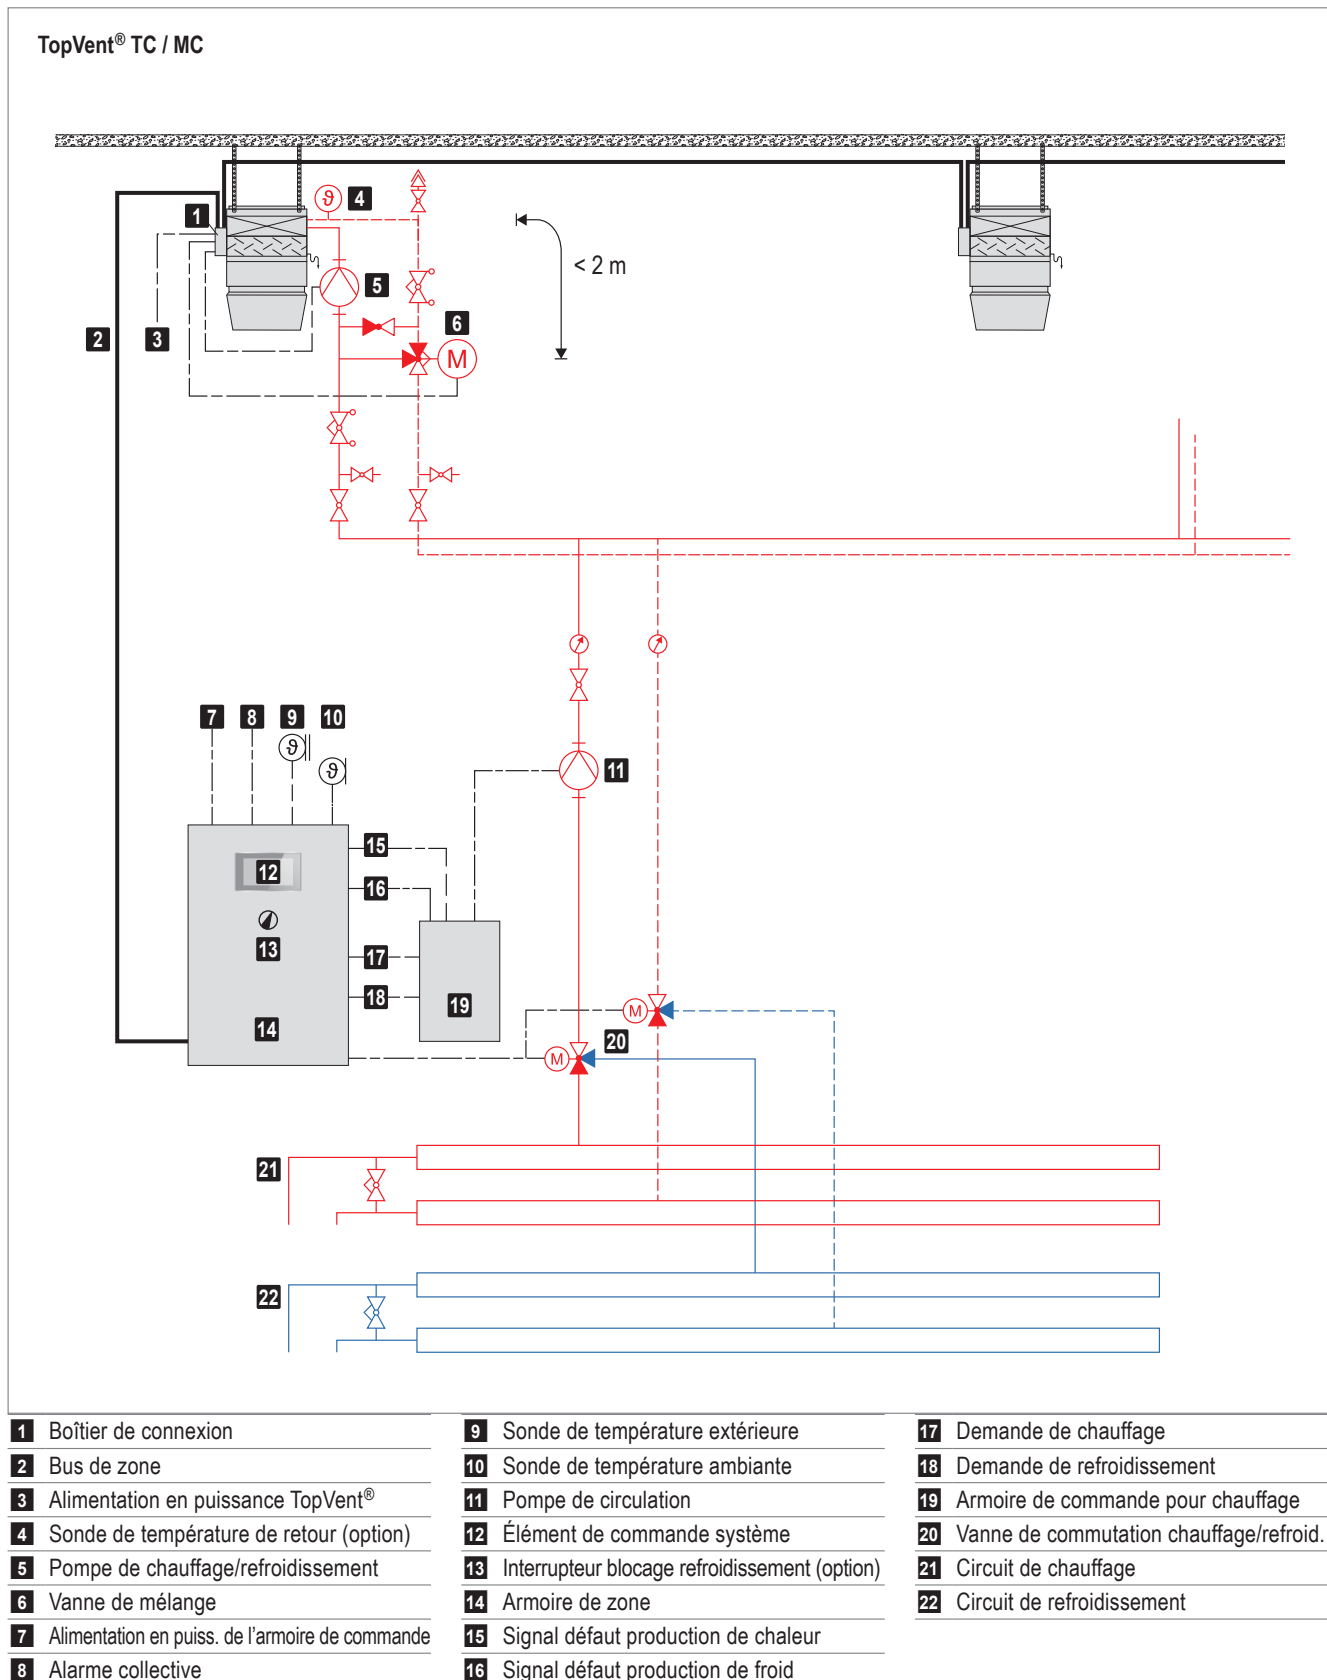 TopVent® TC / MC
ϑ 4
1
< 2 m
5
6
2
3
M
7 8 9 10
ϑ
ϑ
11
15
12
16
13
17
18
19
14
M
20
M
21
22
1 Boîtier de connexion
2 Bus de zone
3 Alimentation en puissance TopVent®
4 Sonde de température de retour (option)
5 Pompe de chauffage/refroidissement
6 Vanne de mélange
7 Alimentation en puiss. de l'armoire de commande
8 Alarme collective
9 Sonde de température extérieure
10 Sonde de température ambiante
11 Pompe de circulation
12 Élément de commande système
13 Interrupteur blocage refroidissement (option)
14 Armoire de zone
15 Signal défaut production de chaleur
16 Signal défaut production de froid
17 Demande de chauffage
18 Demande de refroidissement
19 Armoire de commande pour chauffage
20 Vanne de commutation chauffage/refroid.
21 Circuit de chauffage
22 Circuit de refroidissement